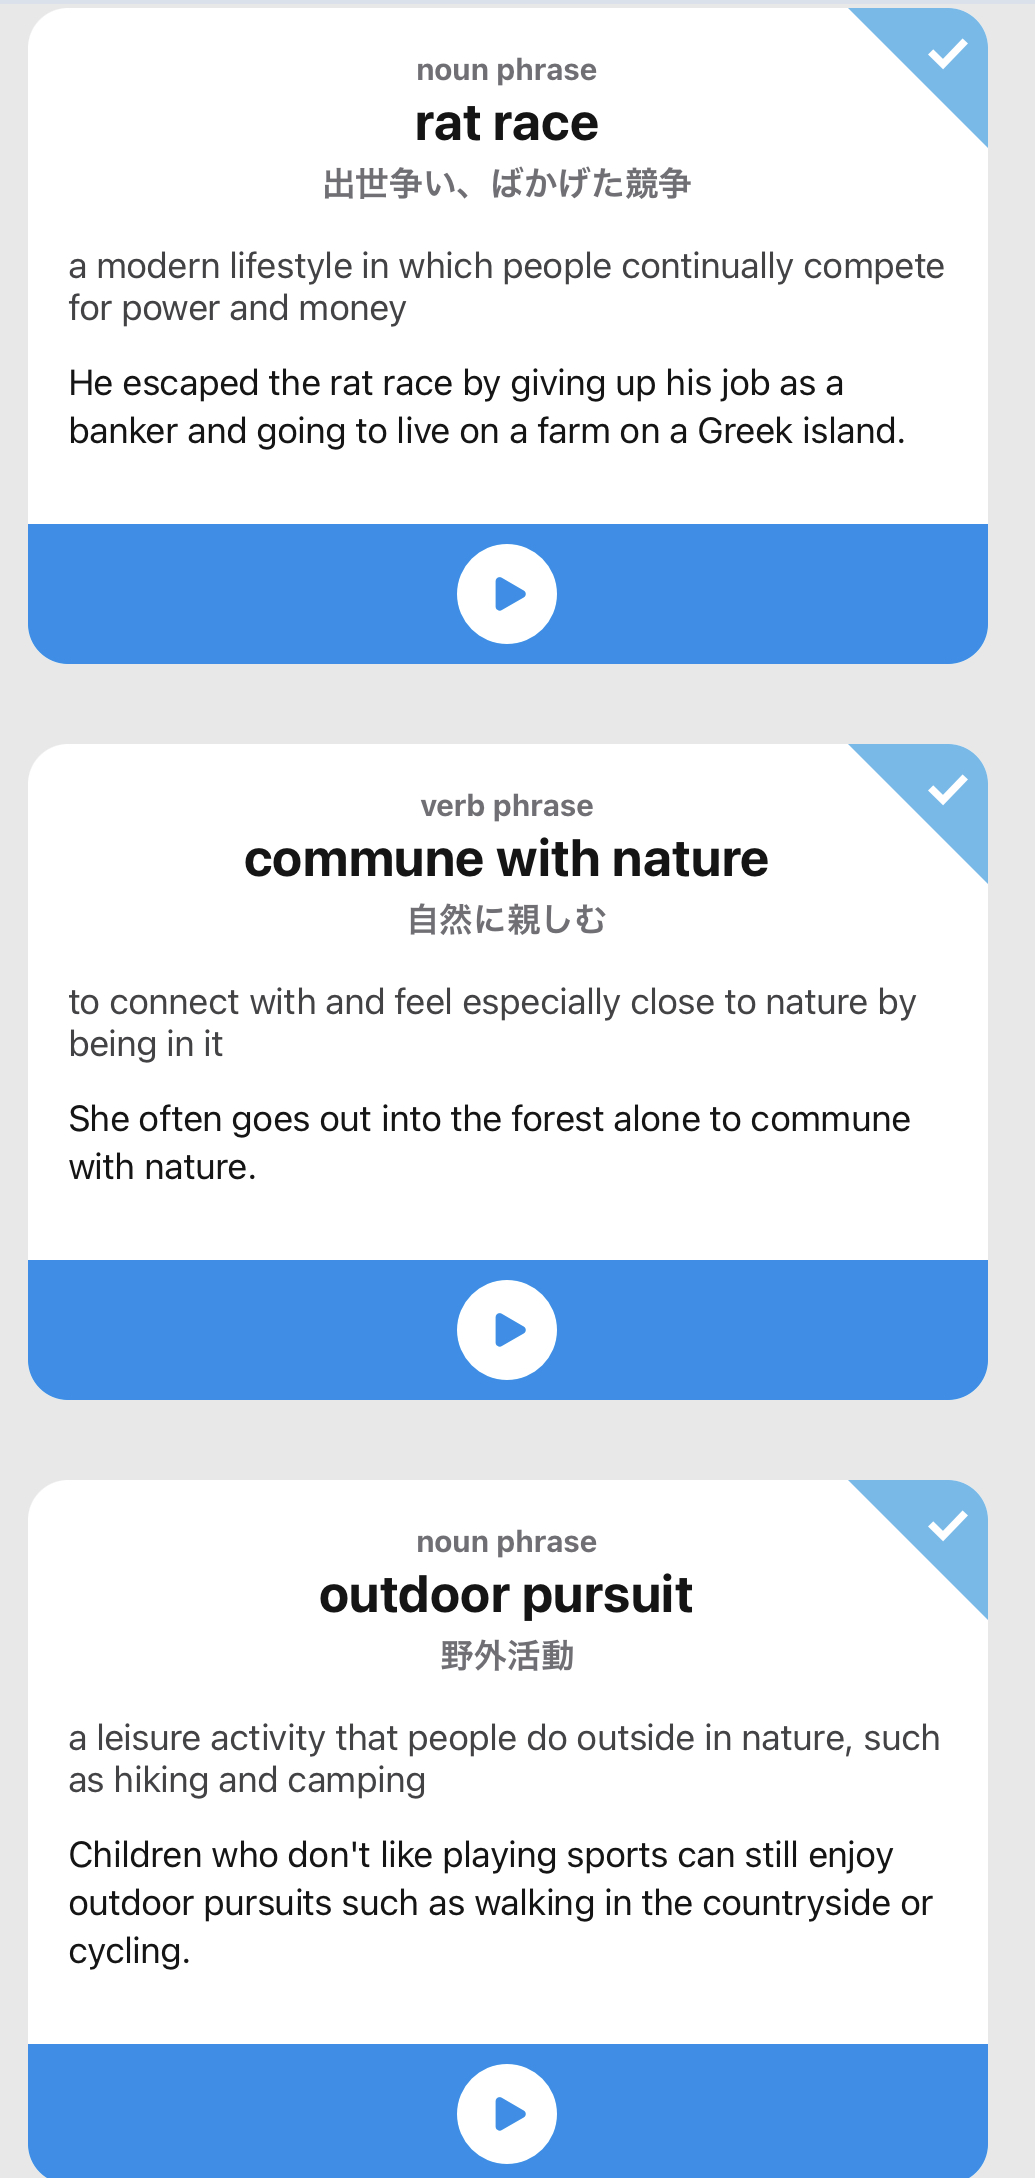 noun phrase
rat race
出世争い、ばかげた競争
a modern lifestyle in which people continually compete
for power and money
He escaped the rat race by giving up his job as a
banker and going to live on a farm on a Greek island.
verb phrase
commune with nature
自然に親しむ
to connect with and feel especially close to nature by
being in it
She often goes out into the forest alone to commune
with nature.
noun phrase
outdoor pursuit
野外活動
a leisure activity that people do outside in nature, such
as hiking and camping
Children who don't like playing sports can still enjoy
outdoor pursuits such as walking in the countryside or
cycling.